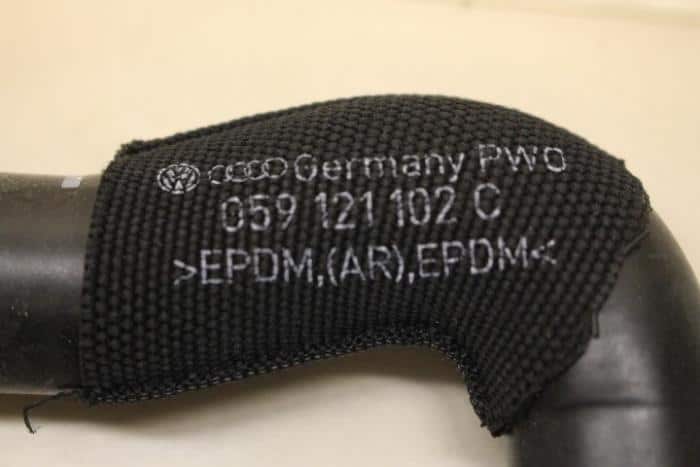 Germany PWO
059 121 102 C
>EPDM,(AR),EPDM<